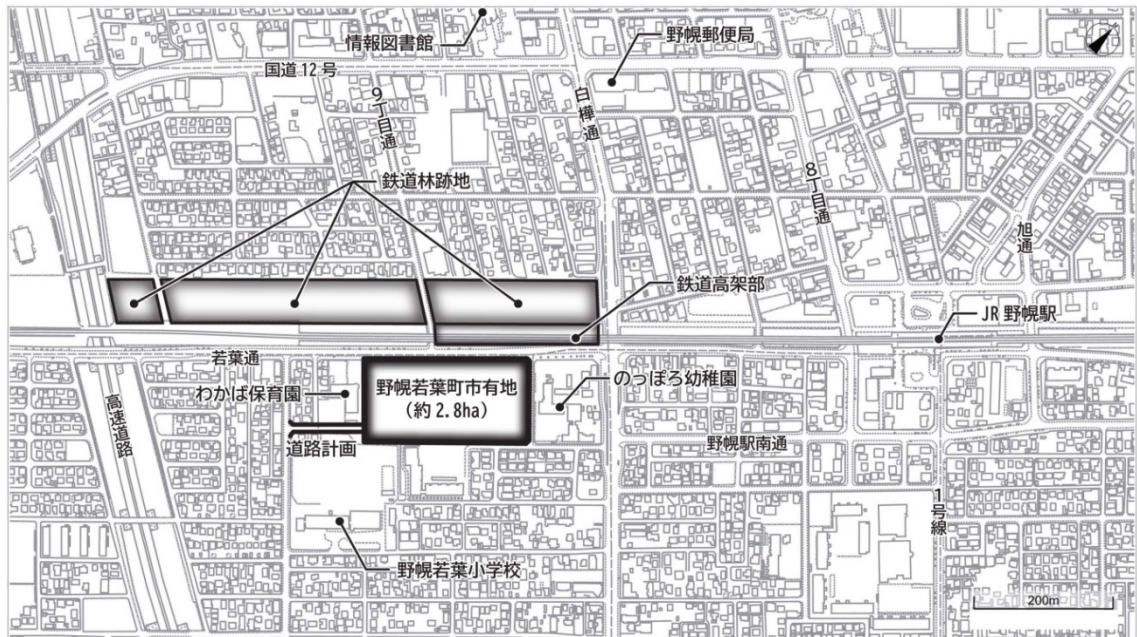 情報図書館
野幌郵便局
国道12号
9丁目通
白樺通
鉄道林跡地
8丁目通
旭通
鉄道高架部
JR野幌駅
若葉通
わかば保育園
野幌若葉町市有地
(約2.8ha)
のっぽろ幼稚園
高速道路
道路計画
野幌駅南通
1号線
野幌若葉小学校
200m